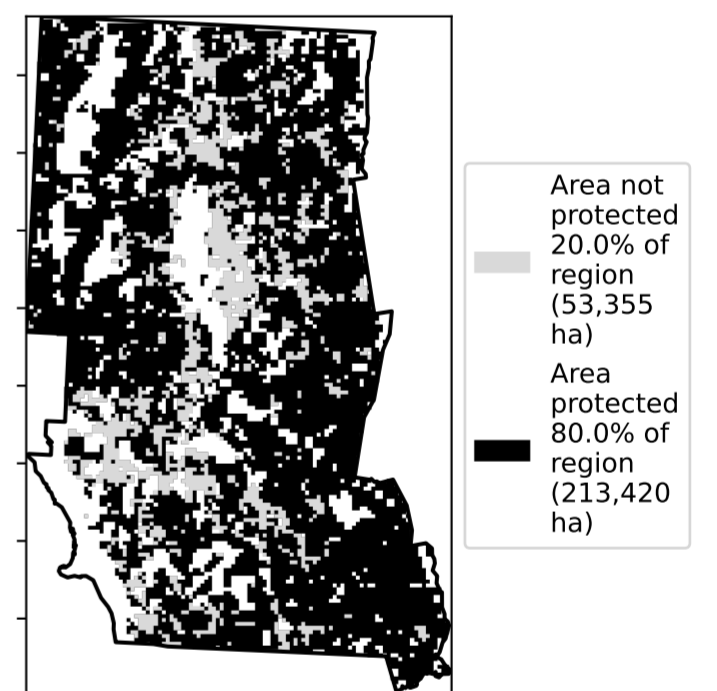 Area not
protected
20.0% of
region
(53,355
ha)
Area
protected
80.0% of
region
(213,420
ha)